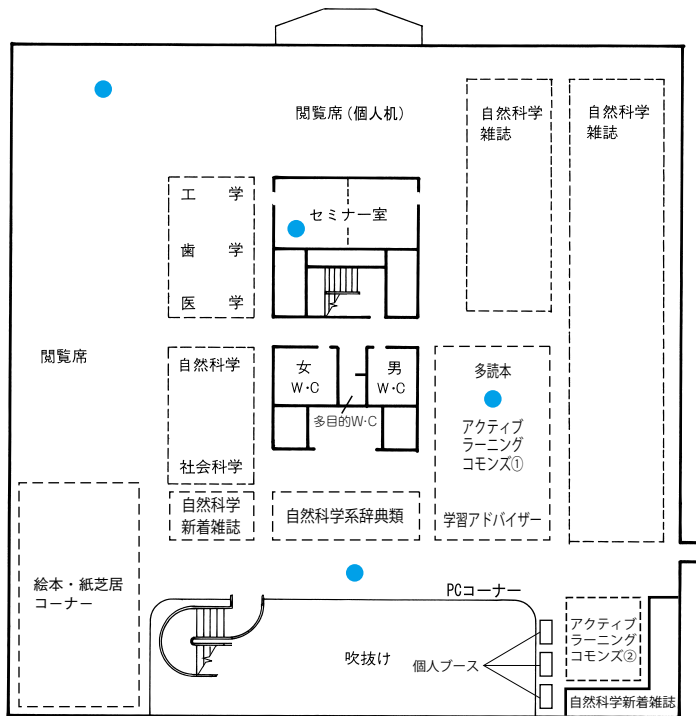 閲覧席(個人机)
自然科学
雑誌
自然科学
雑誌
工 学
歯 学
医 学
セミナー室
閲覧席
自然科学
社会科学
女
W・C
男
W・C
多目的W・C
多読本
アクティブ
ラーニング
コモンズ①
学習アドバイザー
自然科学
新着雑誌
自然科学系辞典類
絵本・紙芝居
コーナー
PCコーナー
吹抜け
個人ブース
アクティブ
ラーニング
コモンズ②
自然科学新着雑誌